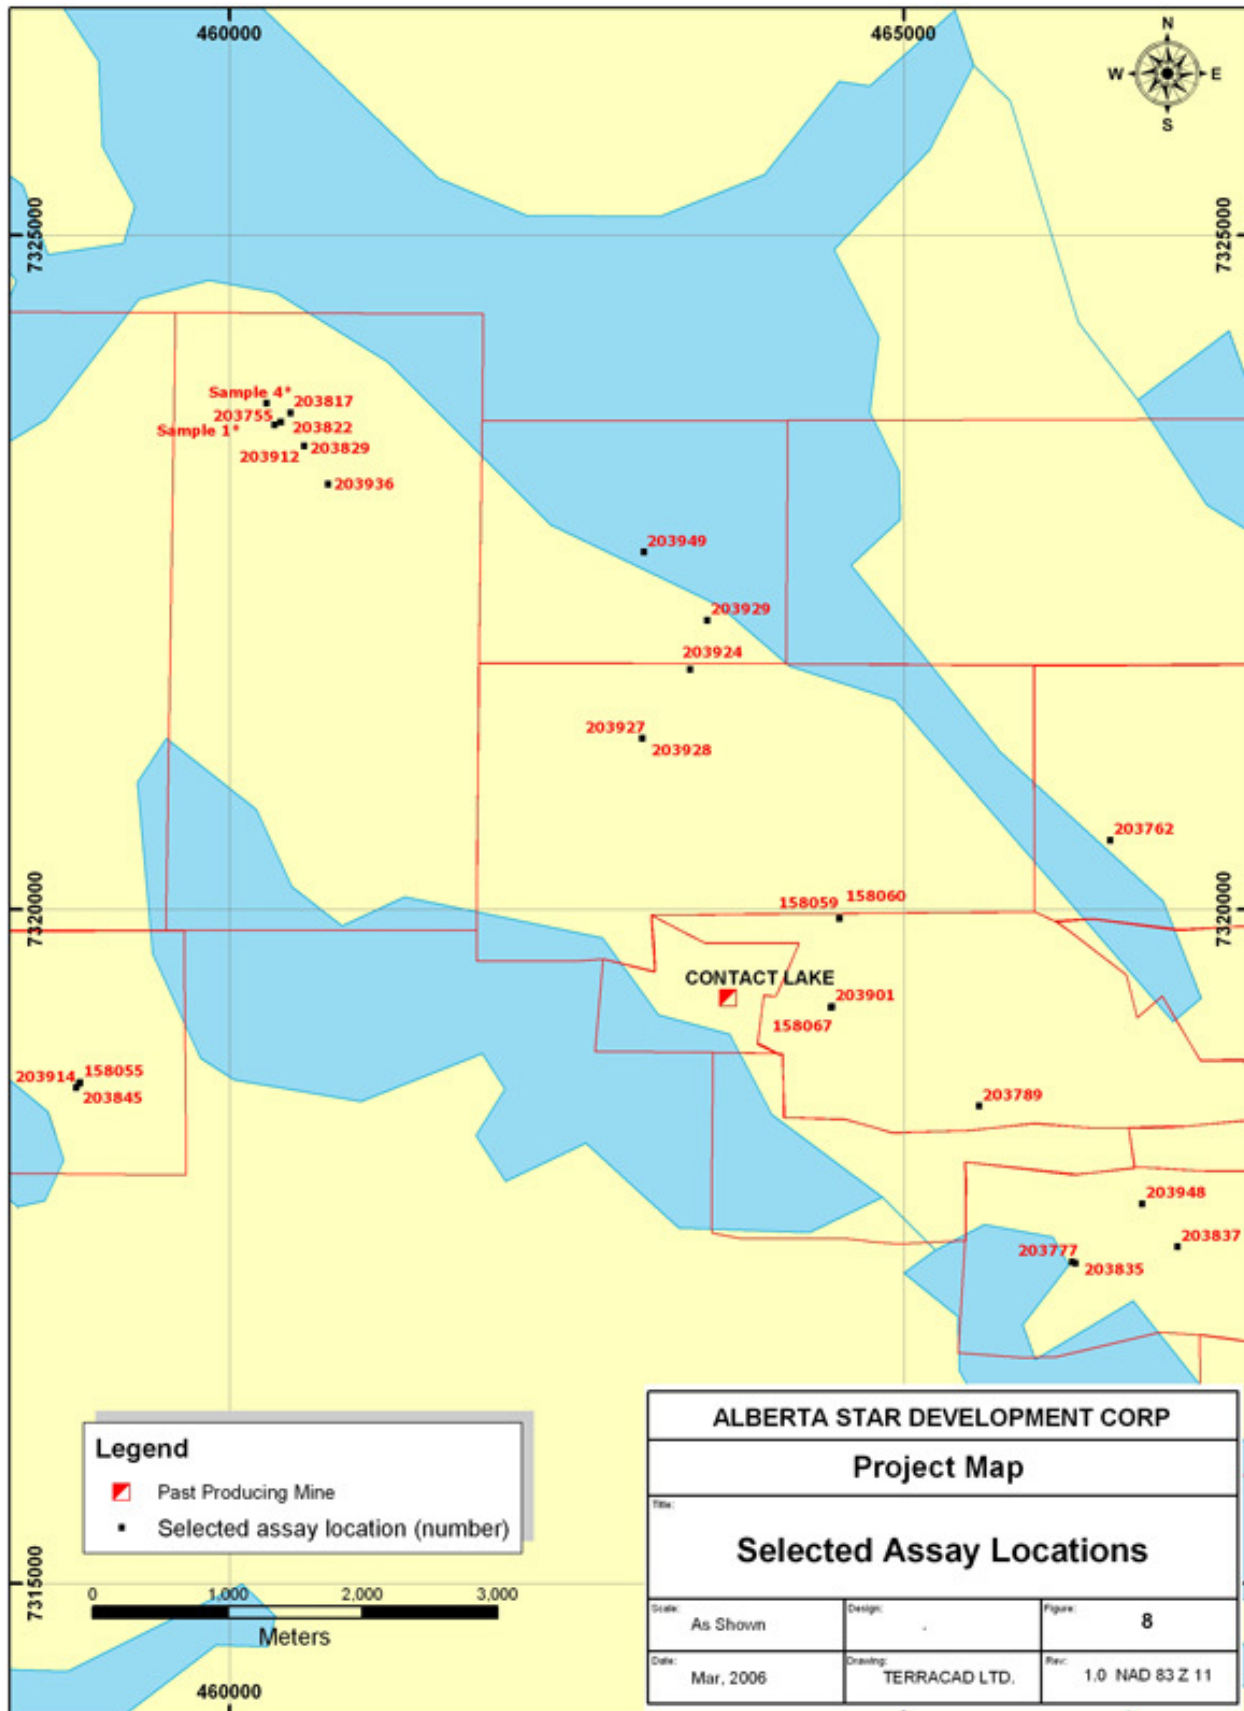 460000
465000
N
W E
S
7325000
7325000
Sample 4*
203817
203755
Sample 1*
203822
203829
203912
203936
203949
203929
203924
203927
203928
203762
7320000
7320000
158059
158060
CONTACT LAKE
203901
158067
203914
158055
203845
203789
203948
203837
203777
203835
Legend
Past Producing Mine
Selected assay location (number)
7315000
0 1,000 2,000 3,000
Meters
460000
ALBERTA STAR DEVELOPMENT CORP
Project Map
Title:
Selected Assay Locations
Scale: As Shown
Design: .
Figure: 8
Date: Mar, 2006
Drawing: TERRACAD LTD.
Rev: 1.0 NAD 83 Z 11